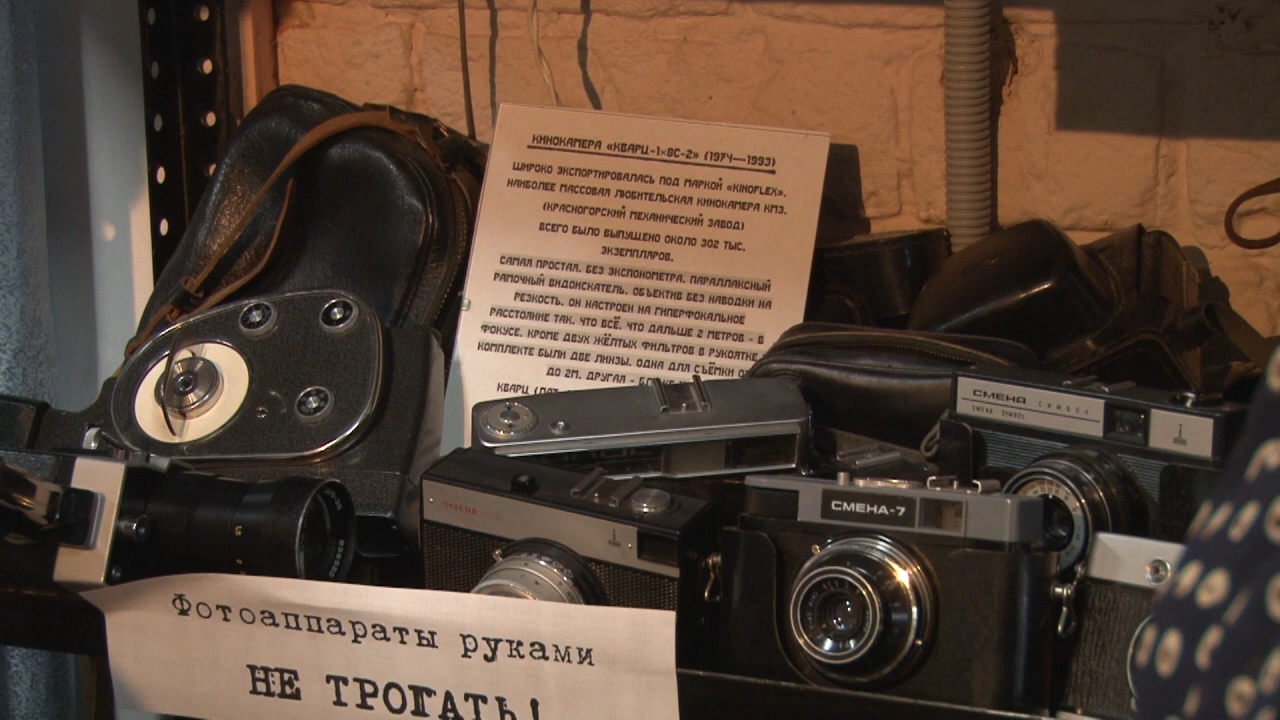 КИНОКАМЕРА «КВАРЦ-1×8С-2» (1974—1993)
ШИРОКО ЭКСПОРТИРОВАЛАСЬ ПОД МАРКОЙ «KINOFLEX».
НАИБОЛЕЕ МАССОВАЯ ЛЮБИТЕЛЬСКАЯ КИНОКАМЕРА КМЗ.
(КРАСНОГОРСКИЙ МЕХАНИЧЕСКИЙ ЗАВОД)
ВСЕГО БЫЛО ВЫПУЩЕНО ОКОЛО 302 ТЫС.
ЭКЗЕМПЛЯРОВ.
САМАЯ ПРОСТАЯ, БЕЗ ЭКСПОНОМЕТРА, ПАРАЛЛАКСНЫЙ
РАМОЧНЫЙ ВИДОИСКАТЕЛЬ. ОБЪЕКТИВ БЕЗ НАВОДКИ НА
РЕЗКОСТЬ, ОН НАСТРОЕН НА ГИПЕРФОКАЛЬНОЕ
РАССТОЯНИЕ ТАК, ЧТО ВСЁ, ЧТО ДАЛЬШЕ 2 МЕТРОВ - В
ФОКУСЕ. КРОМЕ ДВУХ ЖЁЛТЫХ ФИЛЬТРОВ В РУКОЯТКЕ
КОМПЛЕКТЕ БЫЛИ ДВЕ ЛИНЗЫ. ОДНА ДЛЯ СЪЁМКИ
ДО 2М, ДРУГАЯ -
КВАРЦ
СМЕНА СИМВОЛ
SMENA SYMBOL
SMENA
СМЕНА-7
Фотоаппараты руками
НЕ ТРОГАТЬ!